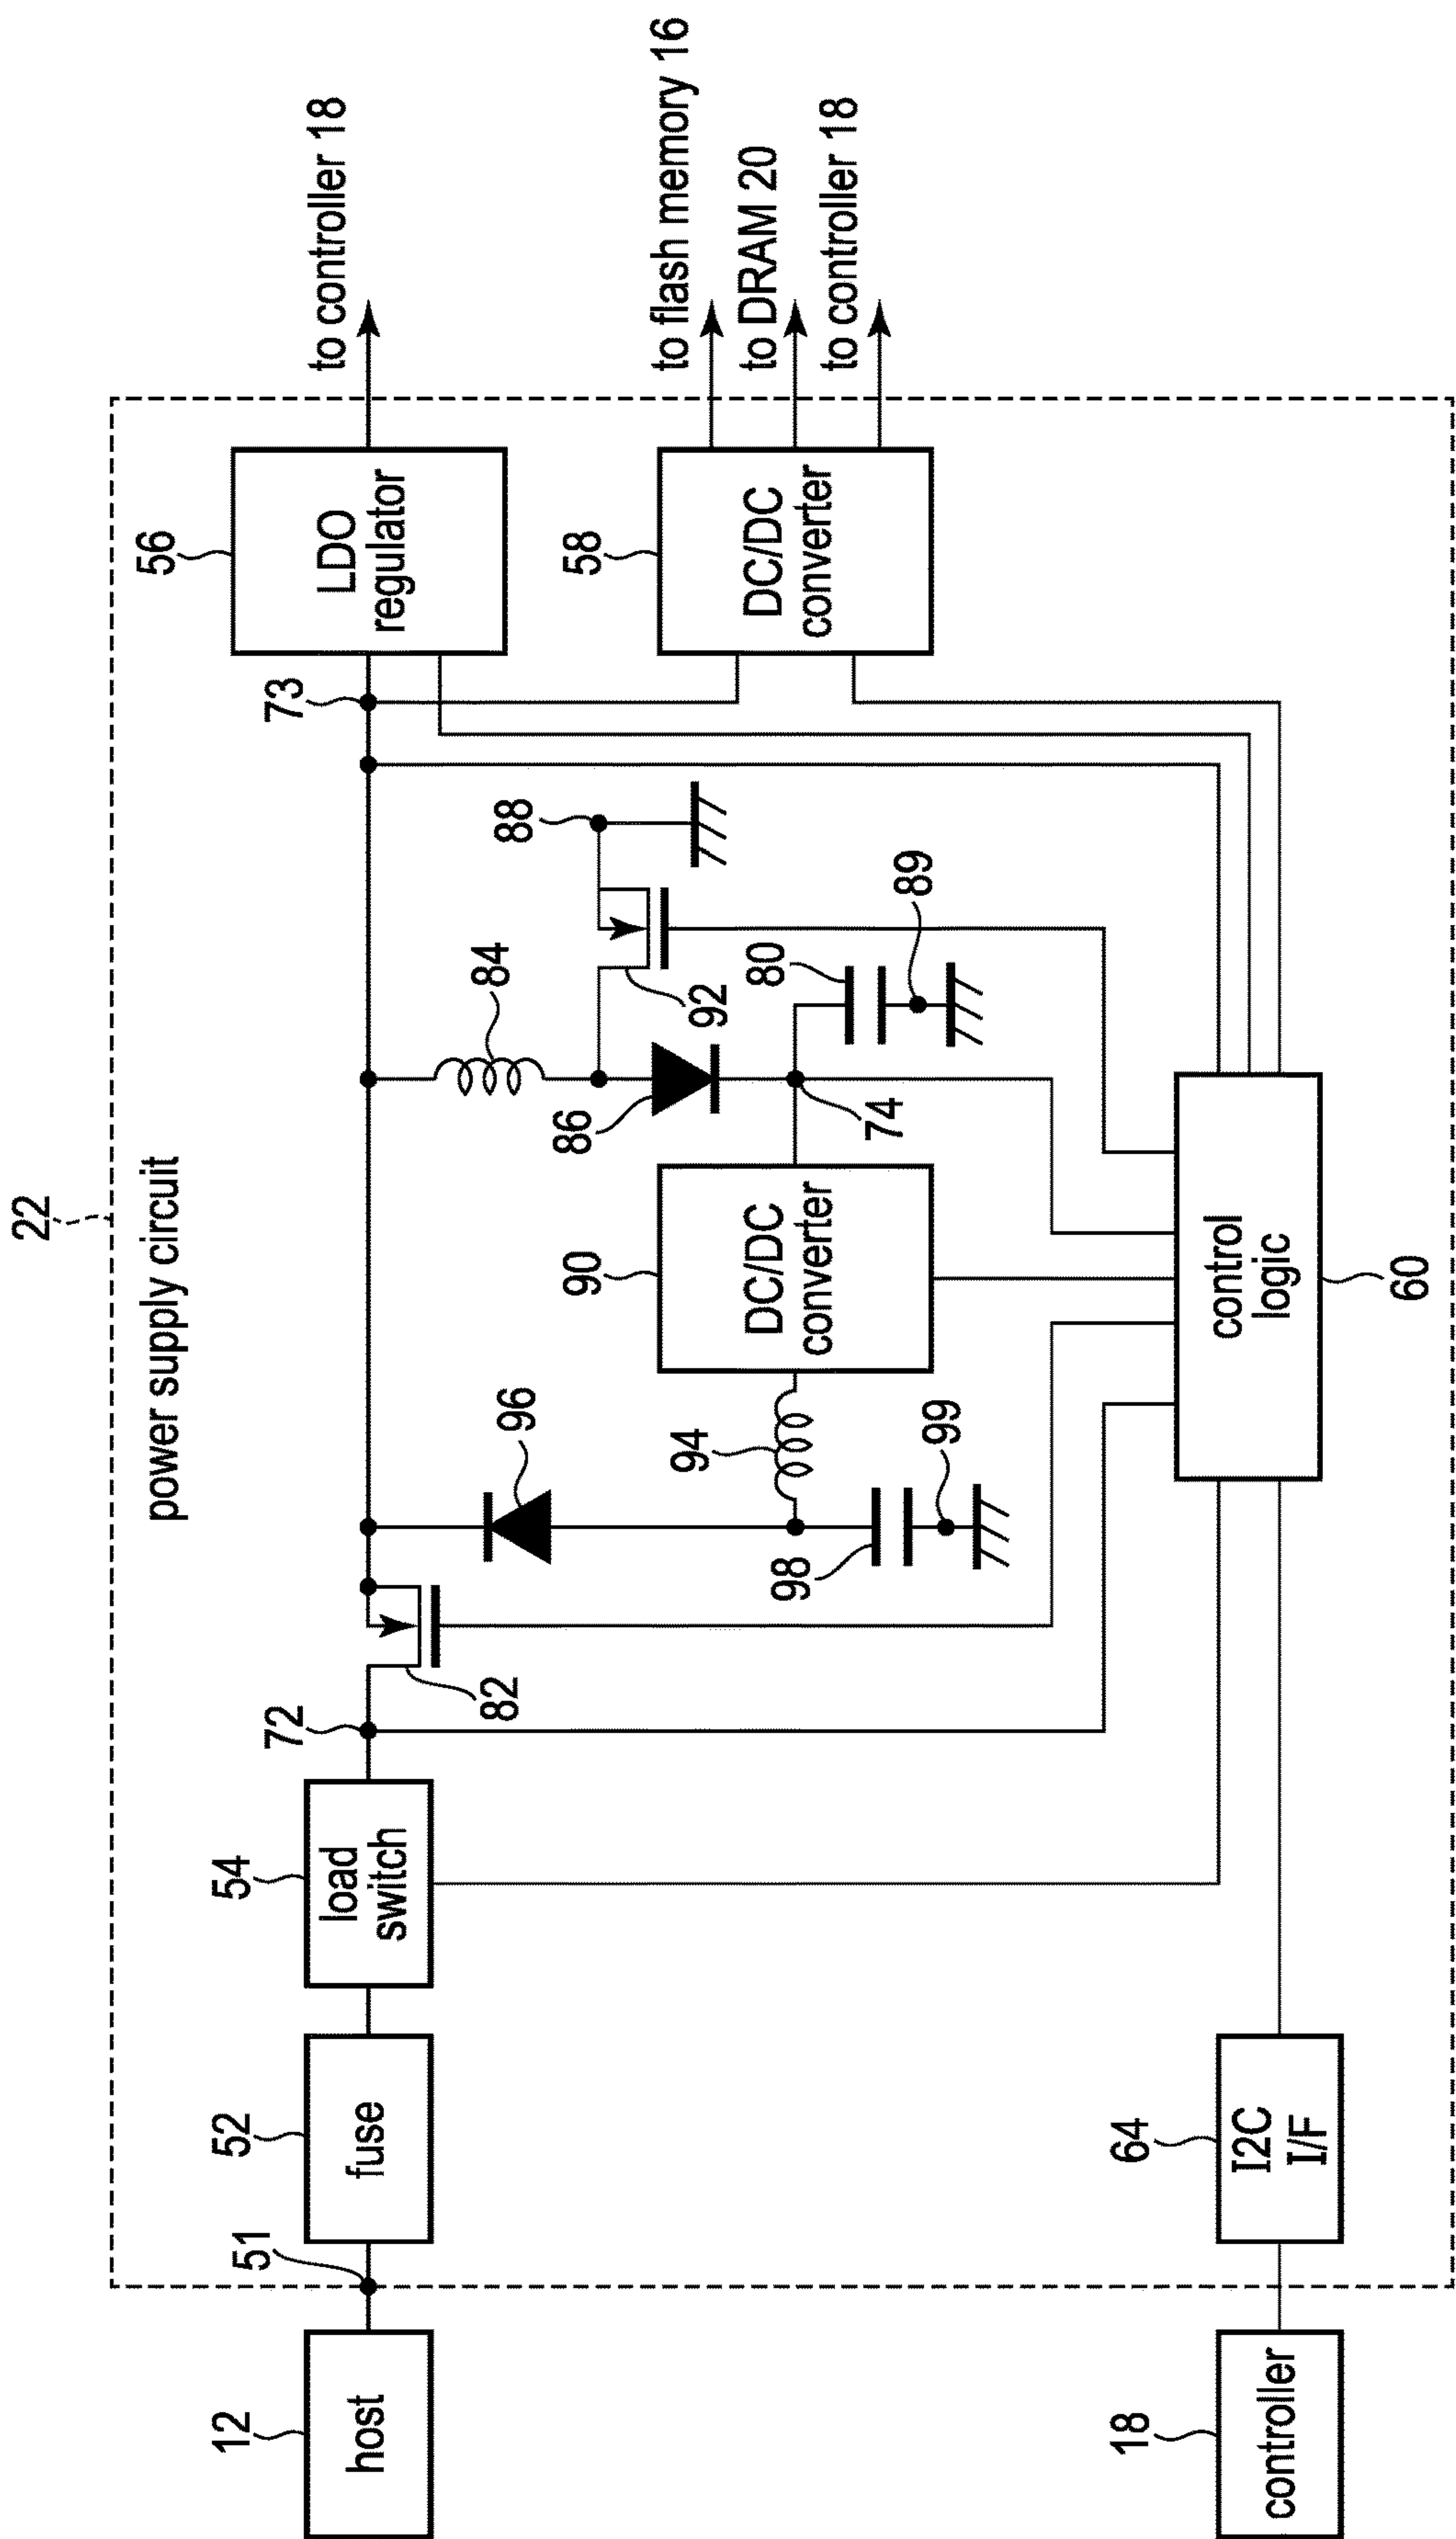 22
power supply circuit
12
host
51
52
fuse
54
load
switch
72
82
96
84
88
73
56
LDO
regulator
to controller 18
94
98
99
90
DC/DC
converter
86
74
92
80
89
58
DC/DC
converter
to flash memory 16
to DRAM 20
to controller 18
18
controller
64
I2C
I/F
control
logic
60